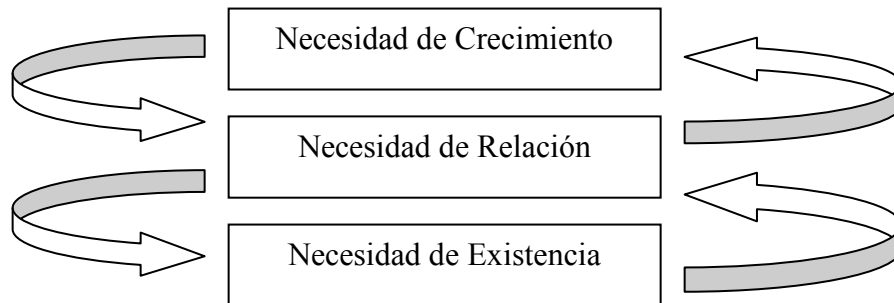 Necesidad de Crecimiento
Necesidad de Relación
Necesidad de Existencia